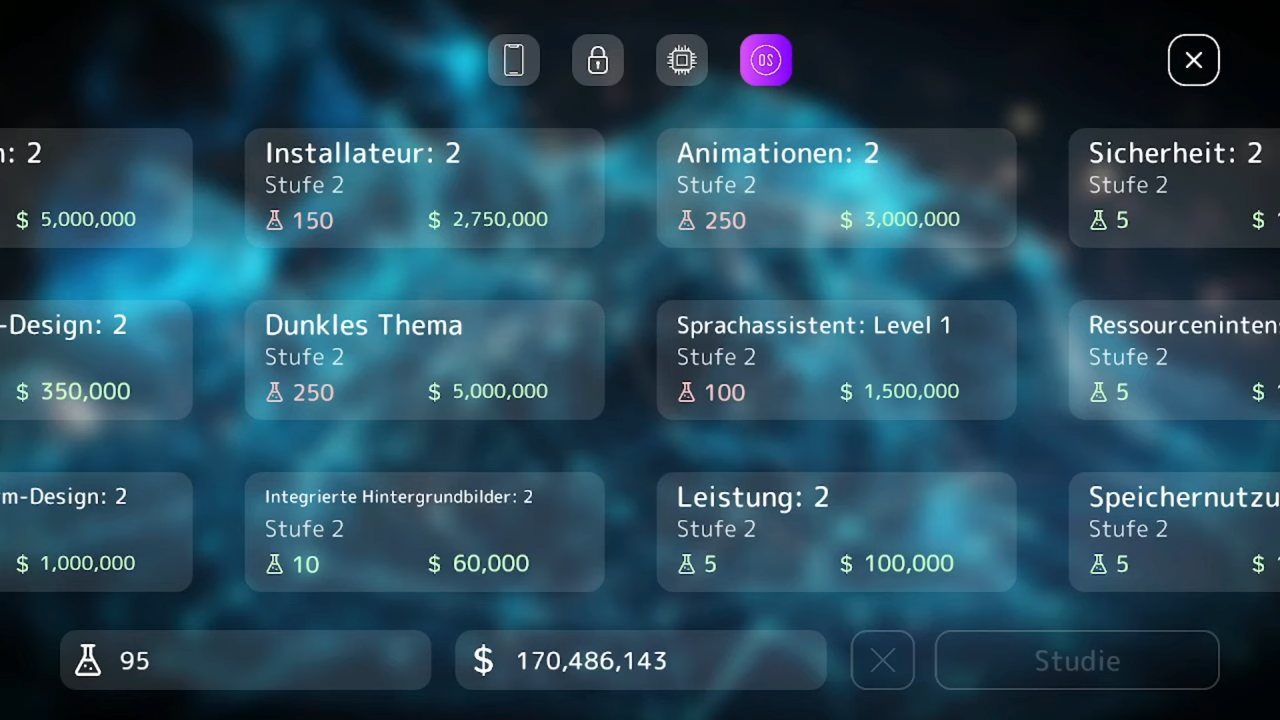 OS
n: 2
$ 5,000,000
Installateur: 2
Stufe 2
150 $ 2,750,000
Animationen: 2
Stufe 2
250 $ 3,000,000
Sicherheit: 2
Stufe 2
5 $
-Design: 2
$ 350,000
Dunkles Thema
Stufe 2
250 $ 5,000,000
Sprachassistent: Level 1
Stufe 2
100 $ 1,500,000
Ressourceninten
Stufe 2
5 $
m-Design: 2
$ 1,000,000
Integrierte Hintergrundbilder: 2
Stufe 2
10 $ 60,000
Leistung: 2
Stufe 2
5 $ 100,000
Speichernutzu
Stufe 2
5 $
95
$ 170,486,143
Studie